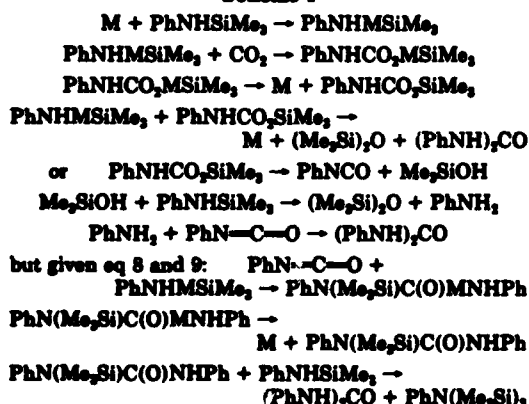 M + PhNHSiMe₃ → PhNHMSiMe₃
PhNHMSiMe₃ + CO₂ → PhNHCO₂MSiMe₃
PhNHCO₂MSiMe₃ → M + PhNHCO₂SiMe₃
PhNHMSiMe₃ + PhNHCO₂SiMe₃ →
M + (Me₃Si)₂O + (PhNH)₂CO
or PhNHCO₂SiMe₃ → PhNCO + Me₃SiOH
Me₃SiOH + PhNHSiMe₃ → (Me₃Si)₂O + PhNH₂
PhNH₂ + PhN=C=O → (PhNH)₂CO
but given eq 8 and 9: PhN=C=O +
PhNHMSiMe₃ → PhN(Me₃Si)C(O)MNHPh
PhN(Me₃Si)C(O)MNHPh →
M + PhN(Me₃Si)C(O)NHPh
PhN(Me₃Si)C(O)NHPh + PhNHSiMe₃ →
(PhNH)₂CO + PhN(Me₃Si)₂